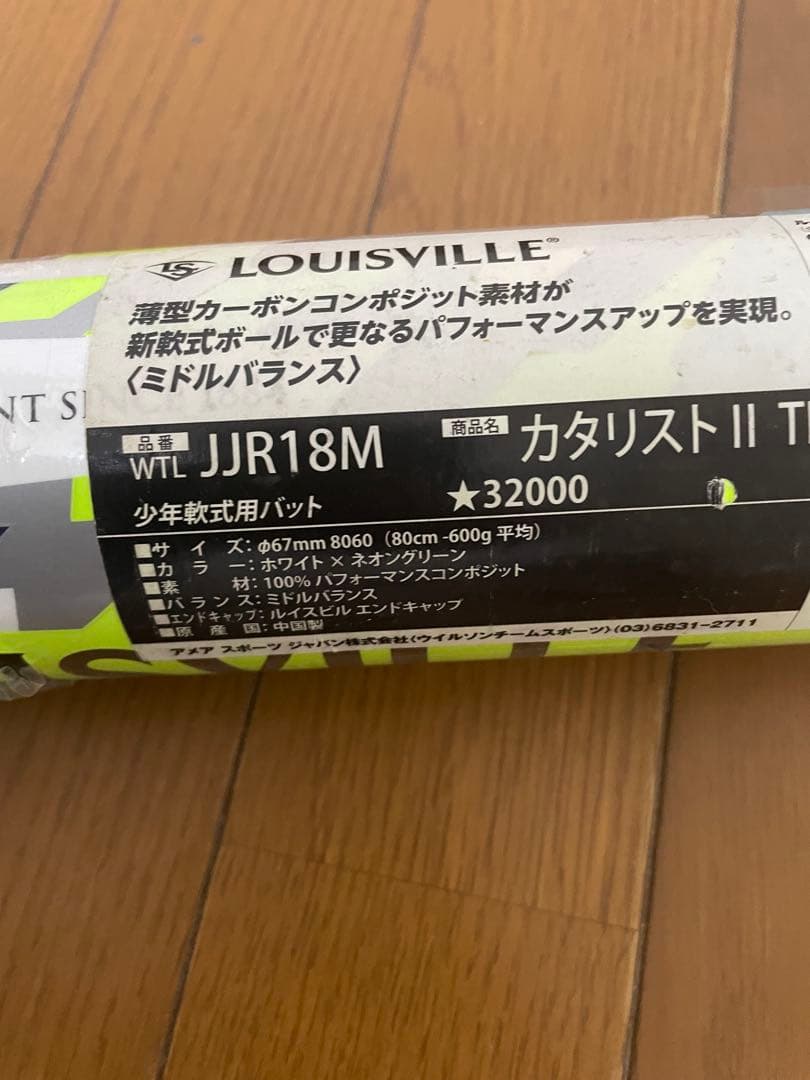 LS LOUISVILLE®
薄型カーボンコンポジット素材が
新軟式ボールで更なるパフォーマンスアップを実現。
〈ミドルバランス〉
NT SIN
品番 WTL JJR18M 商品名 カタリスト II T
少年軟式用バット ★32000
■サイズ：φ67mm 8060（80cm -600g 平均）
■カラー：ホワイト × ネオングリーン
■素材：100% パフォーマンスコンポジット
■バランス：ミドルバランス
■エンドキャップ：ルイスビル エンドキャップ
■原産国：中国製
アメア スポーツ ジャパン株式会社〈ウイルソンチームスポーツ〉(03)6831-2711